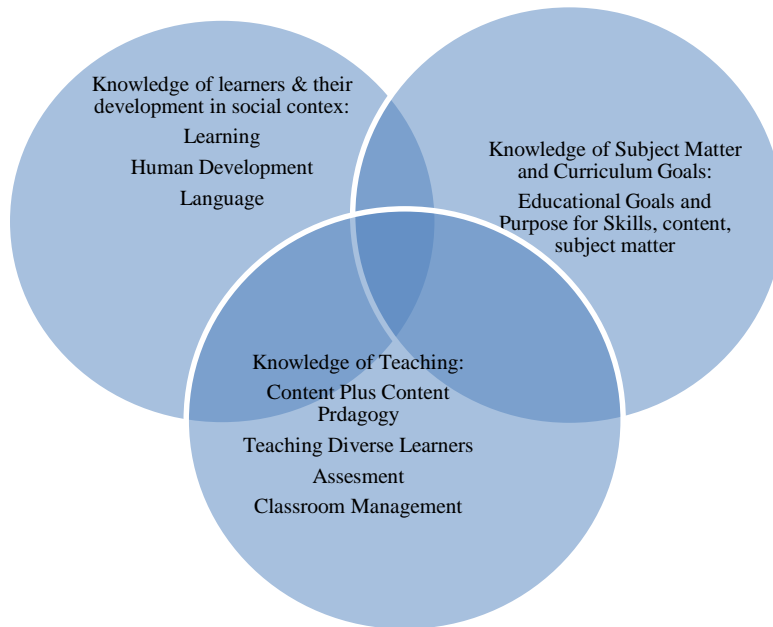 Knowledge of learners & their
development in social contex:
Learning
Human Development
Language
Knowledge of Subject Matter
and Curriculum Goals:
Educational Goals and
Purpose for Skills, content,
subject matter
Knowledge of Teaching:
Content Plus Content
Prdagogy
Teaching Diverse Learners
Assesment
Classroom Management